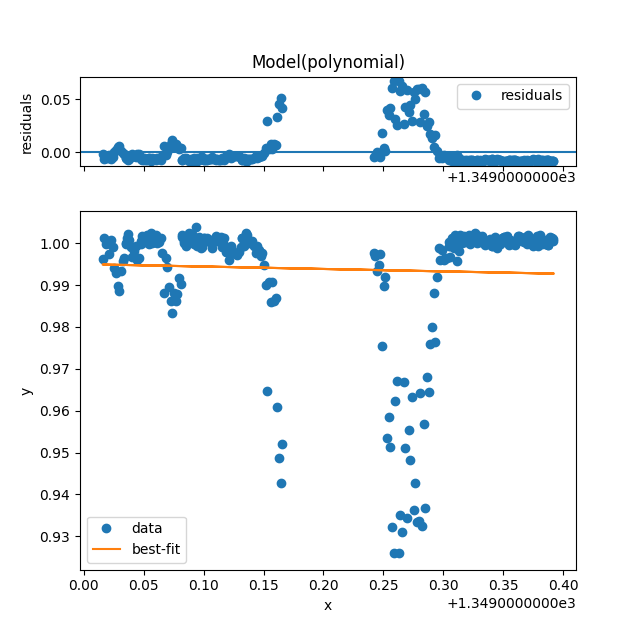 Model(polynomial)
residuals
0.05
0.00
residuals
+1.3490000000e3
y
1.00
0.99
0.98
0.97
0.96
0.95
0.94
0.93
data
best-fit
0.00 0.05 0.10 0.15 0.20 0.25 0.30 0.35 0.40
x
+1.3490000000e3